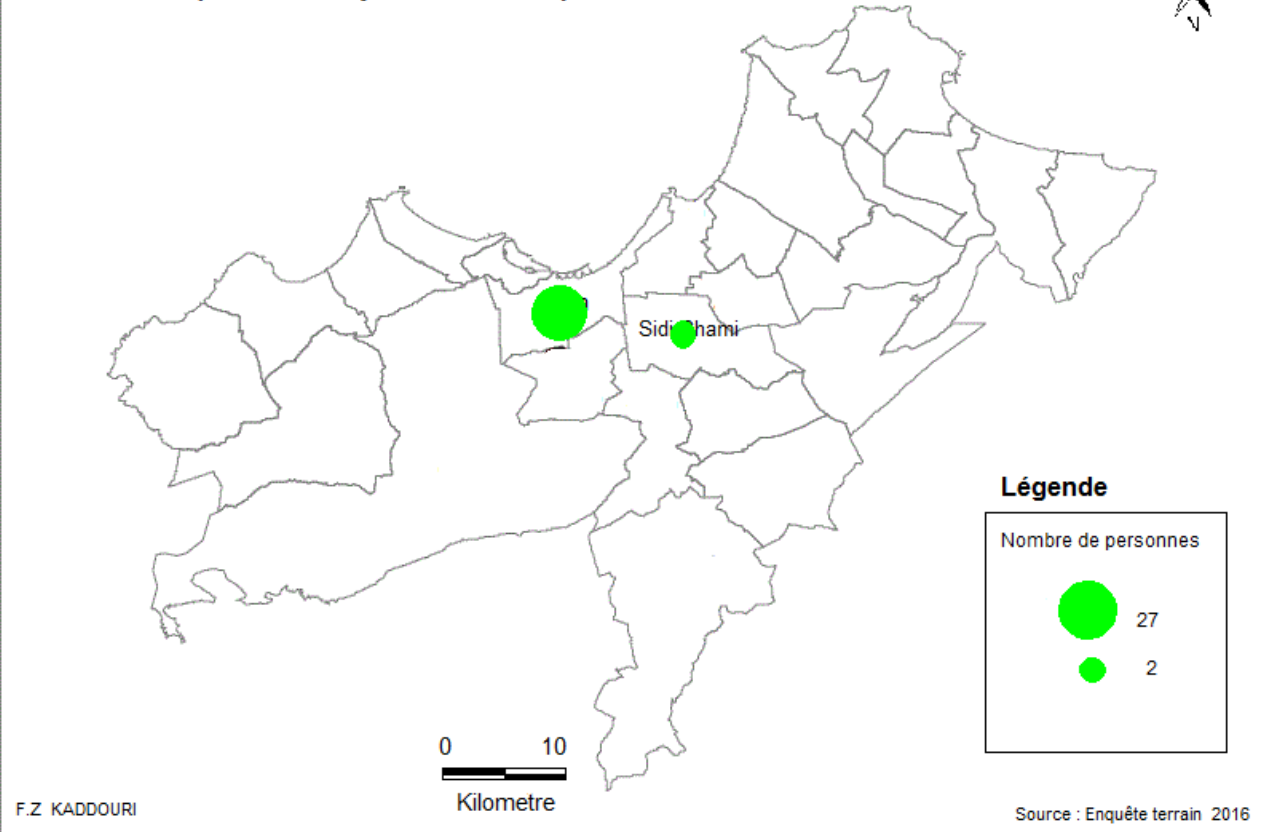 N
Sidi Chami
Légende
Nombre de personnes
27
2
0 10
Kilometre
F.Z KADDOURI
Source : Enquête terrain 2016